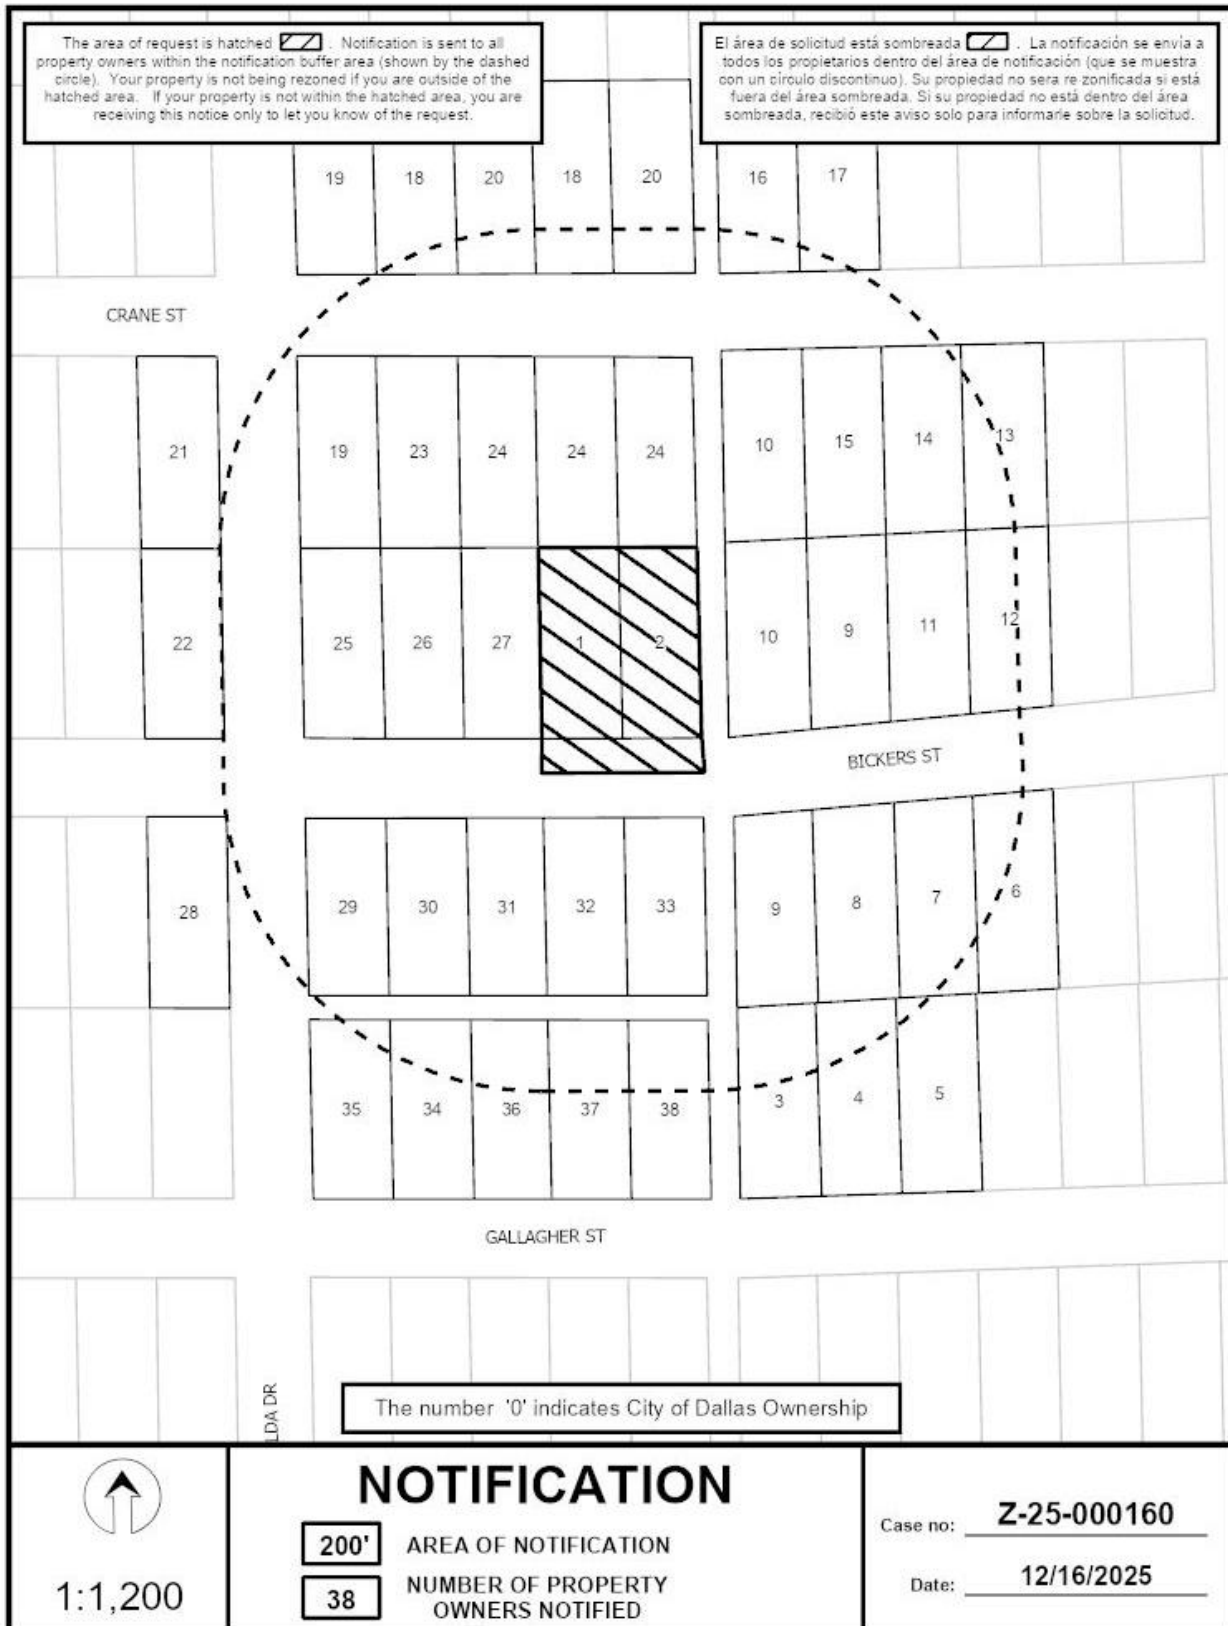 The area of request is hatched . Notification is sent to all
property owners within the notification buffer area (shown by the dashed
circle). Your property is not being rezoned if you are outside of the
hatched area. If your property is not within the hatched area, you are
receiving this notice only to let you know of the request.
El área de solicitud está sombreada . La notificación se envía a
todos los propietarios dentro del área de notificación (que se muestra
con un círculo discontinuo). Su propiedad no sera re zonificada si está
fuera del área sombreada. Si su propiedad no está dentro del área
sombreada, recibió este aviso solo para informarle sobre la solicitud.
19 18 20 18 20 16 17
CRANE ST
21 19 23 24 24 24 10 15 14 13
22 25 26 27 1 2 10 9 11 12
BICKERS ST
28 29 30 31 32 33 9 8 7 6
35 34 36 37 38 3 4 5
GALLAGHER ST
LDA DR
The number '0' indicates City of Dallas Ownership
1:1,200
NOTIFICATION
200' AREA OF NOTIFICATION
38 NUMBER OF PROPERTY
OWNERS NOTIFIED
Case no: Z-25-000160
Date: 12/16/2025